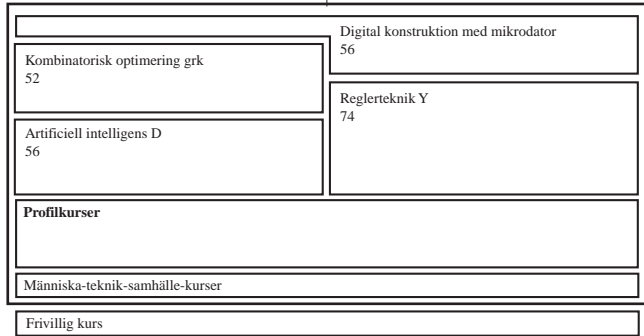 Digital konstruktion med mikrodator
56
Kombinatorisk optimering grk
52
Reglerteknik Y
74
Artificiell intelligens D
56
Profilkurser
Människa-teknik-samhälle-kurser
Frivillig kurs